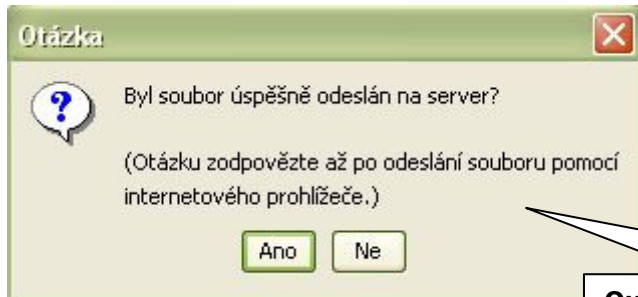 Otázka
Byl soubor úspěšně odeslán na server?
(Otázku zodpovězte až po odeslání souboru pomocí
internetového prohlížeče.)
Ano Ne